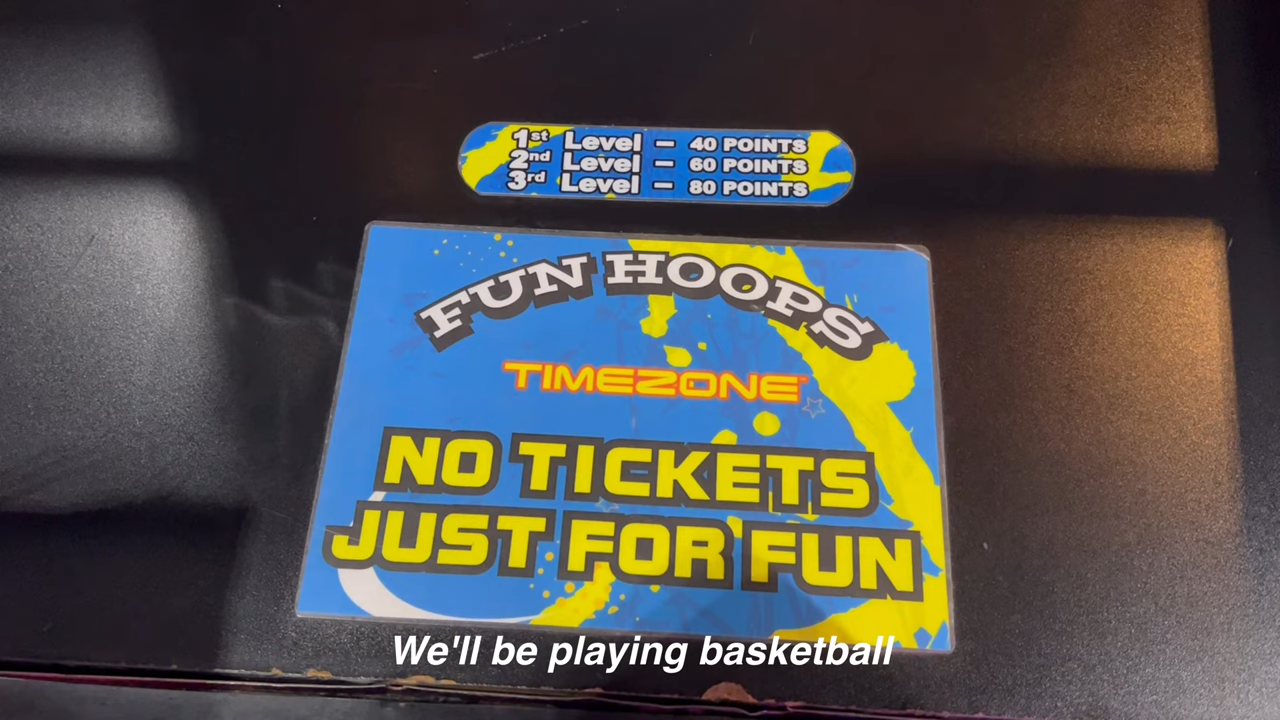 1st Level – 40 POINTS
2nd Level – 60 POINTS
3rd Level – 80 POINTS
FUN HOOPS
TIMEZONE
NO TICKETS
JUST FOR FUN
We'll be playing basketball